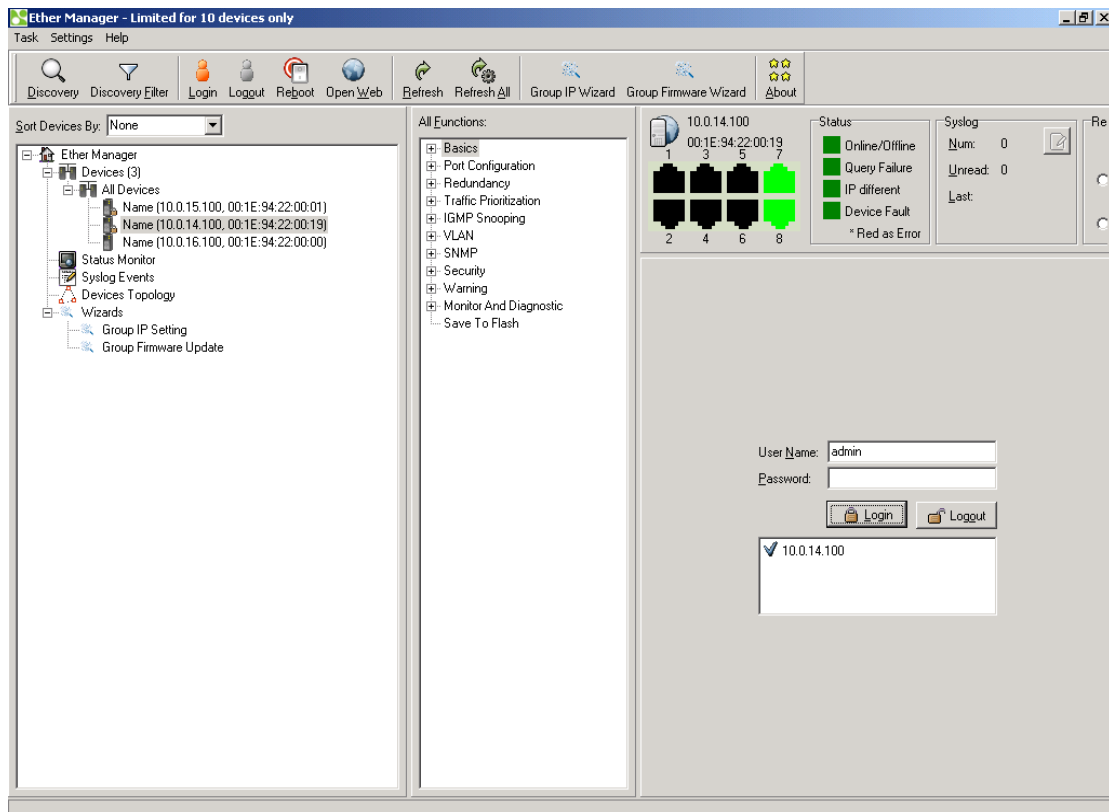 Ether Manager - Limited for 10 devices only
Task Settings Help
Discovery Discovery Filter Login Logout Reboot Open Web Refresh Refresh All Group IP Wizard Group Firmware Wizard About
Sort Devices By: None
Ether Manager
Devices (3)
All Devices
Name (10.0.15.100, 00:1E:94:22:00:01)
Name (10.0.14.100, 00:1E:94:22:00:19)
Name (10.0.16.100, 00:1E:94:22:00:00)
Status Monitor
Syslog Events
Devices Topology
Wizards
Group IP Setting
Group Firmware Update
All Functions:
Basics
Port Configuration
Redundancy
Traffic Prioritization
IGMP Snooping
VLAN
SNMP
Security
Warning
Monitor And Diagnostic
Save To Flash
10.0.14.100
00:1E:94:22:00:19
1 3 5 7
2 4 6 8
Status
Online/Offline
Query Failure
IP different
Device Fault
* Red as Error
Syslog
Num: 0
Unread: 0
Last:
Re
User Name: admin
Password:
Login Logout
10.0.14.100